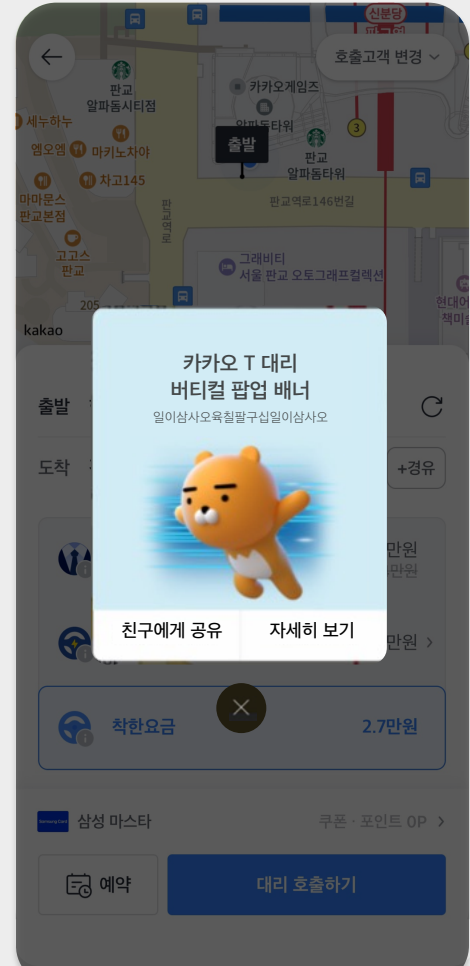 신분당
호출고객 변경
판교
알파돔시티점
카카오게임즈
세누하누
알파돔타워
3
엠오엠
마키노차야
출발
판교
알파돔타워
차고145
마마문스
판교본점
판교역로
판교역로146번길
고고스
판교
그래비티
서울 판교 오토그래프컬렉션
205
현대어
책미술
kakao
카카오 T 대리
버티컬 팝업 배너
일이삼사오육칠팔구십일이삼사오
출발
도착
+경유
만원
만원
친구에게 공유
자세히 보기
만원
착한요금
2.7만원
Samsung Card
삼성 마스타
쿠폰 · 포인트 0P
예약
대리 호출하기